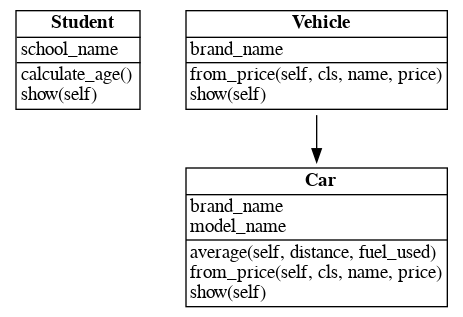 Student
school_name
calculate_age()
show(self)
Vehicle
brand_name
from_price(self, cls, name, price)
show(self)
Car
brand_name
model_name
average(self, distance, fuel_used)
from_price(self, cls, name, price)
show(self)